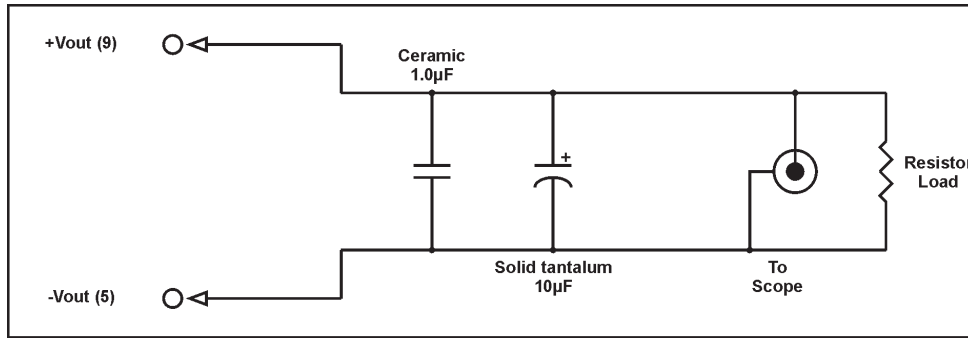 +Vout (9)
Ceramic
1.0µF
+
Resistor
Load
Solid tantalum
10µF
To
Scope
-Vout (5)